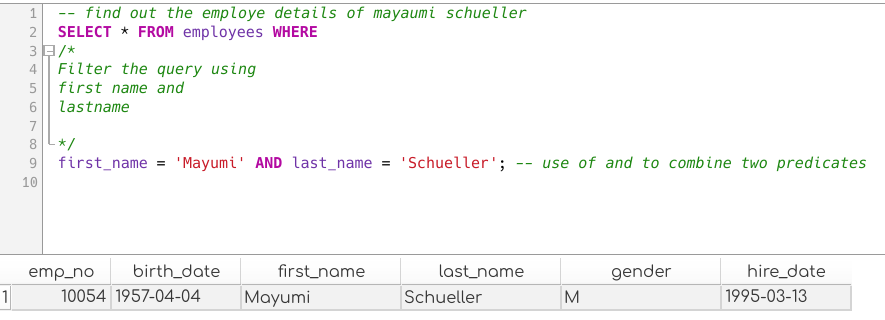 1 -- find out the employe details of mayaumi schueller
2 SELECT * FROM employees WHERE
3 /*
4 Filter the query using
5 first name and
6 lastname
7
8 */
9 first_name = 'Mayumi' AND last_name = 'Schueller'; -- use of and to combine two predicates
10
emp_no birth_date first_name last_name gender hire_date
1 10054 1957-04-04 Mayumi Schueller M 1995-03-13